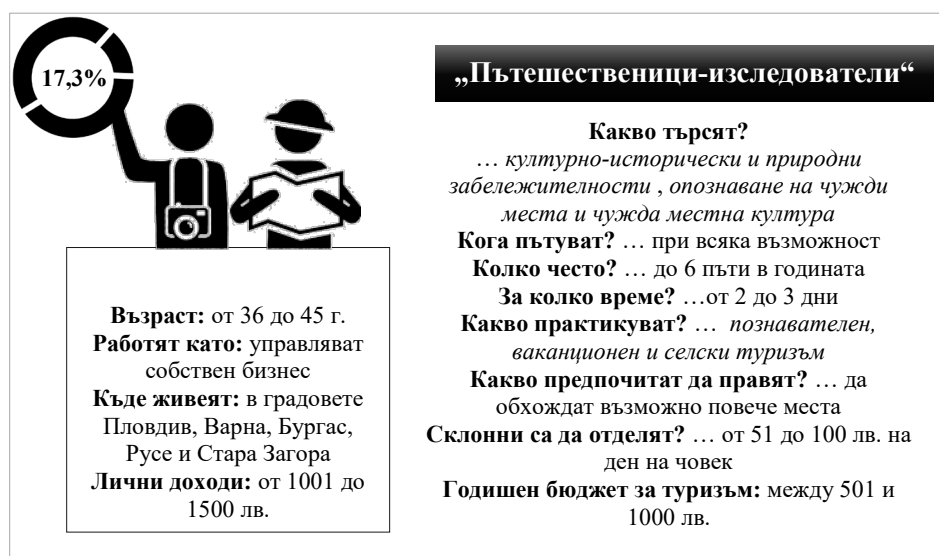 17,3%
Възраст: от 36 до 45 г.
Работят като: управляват
собствен бизнес
Къде живеят: в градовете
Пловдив, Варна, Бургас,
Русе и Стара Загора
Лични доходи: от 1001 до
1500 лв.
„Пътешественици-изследователи“
Какво търсят?
… културно-исторически и природни
забележителности , опознаване на чужди
места и чужда местна култура
Кога пътуват? … при всяка възможност
Колко често? … до 6 пъти в годината
За колко време? …от 2 до 3 дни
Какво практикуват? … познавателен,
ваканционен и селски туризъм
Какво предпочитат да правят? … да
обхождат възможно повече места
Склонни са да отделят? … от 51 до 100 лв. на
ден на човек
Годишен бюджет за туризъм: между 501 и
1000 лв.